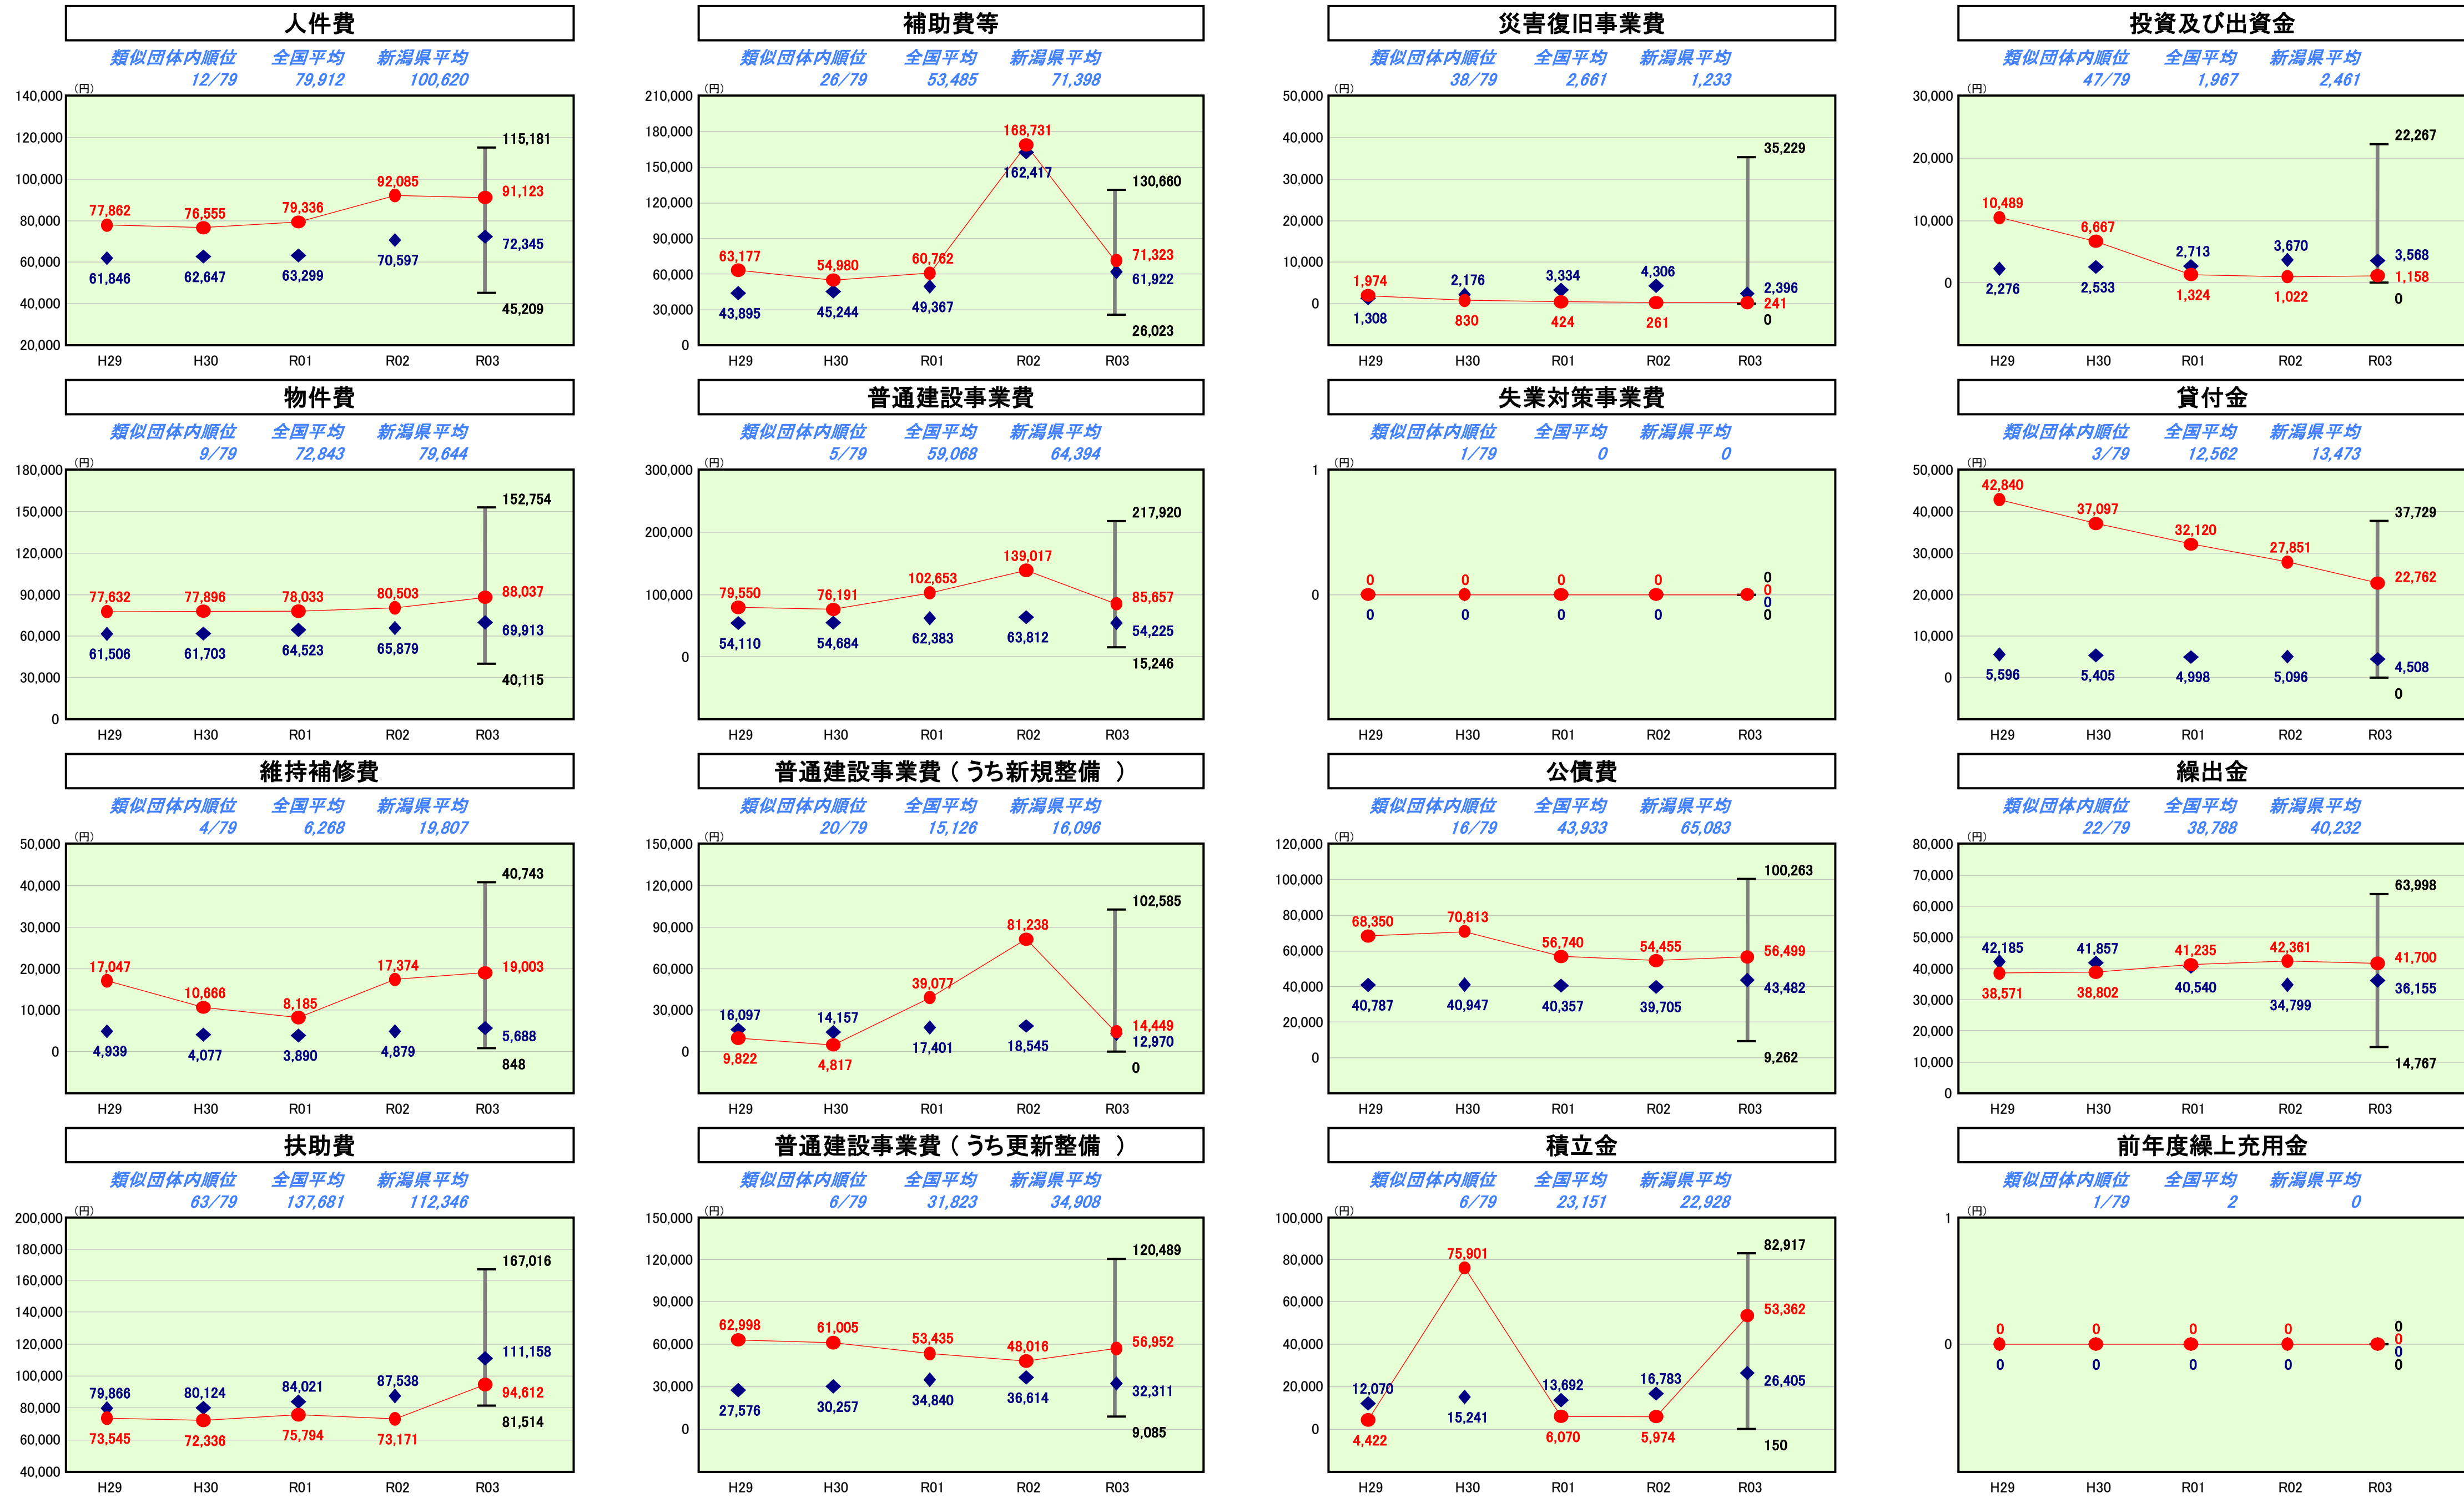 人件費
類似団体内順位 全国平均 新潟県平均
12/79 79,912 100,620
(円)
140,000
120,000
100,000
80,000
60,000
40,000
20,000
77,862 76,555 79,336 92,085 91,123
61,846 62,647 63,299 70,597 72,345
115,181
45,209
H29 H30 R01 R02 R03
補助費等
類似団体内順位 全国平均 新潟県平均
26/79 53,485 71,398
(円)
210,000
180,000
150,000
120,000
90,000
60,000
30,000
0
63,177 54,980 60,762 168,731 71,323
43,895 45,244 49,367 162,417 61,922
130,660
26,023
H29 H30 R01 R02 R03
災害復旧事業費
類似団体内順位 全国平均 新潟県平均
38/79 2,661 1,233
(円)
50,000
40,000
30,000
20,000
10,000
0
1,974 830 424 261 241
1,308 2,176 3,334 4,306 2,396
35,229
0
H29 H30 R01 R02 R03
投資及び出資金
類似団体内順位 全国平均 新潟県平均
47/79 1,967 2,461
(円)
30,000
20,000
10,000
0
10,489 6,667 1,324 1,022 1,158
2,276 2,533 2,713 3,670 3,568
22,267
0
H29 H30 R01 R02 R03
物件費
類似団体内順位 全国平均 新潟県平均
9/79 72,843 79,644
(円)
180,000
150,000
120,000
90,000
60,000
30,000
0
77,632 77,896 78,033 80,503 88,037
61,506 61,703 64,523 65,879 69,913
152,754
40,115
H29 H30 R01 R02 R03
普通建設事業費
類似団体内順位 全国平均 新潟県平均
5/79 59,068 64,394
(円)
300,000
200,000
100,000
0
79,550 76,191 102,653 139,017 85,657
54,110 54,684 62,383 63,812 54,225
217,920
15,246
H29 H30 R01 R02 R03
失業対策事業費
類似団体内順位 全国平均 新潟県平均
1/79 0 0
(円)
1
0
0 0 0 0 0
0 0 0 0 0
0
0
H29 H30 R01 R02 R03
貸付金
類似団体内順位 全国平均 新潟県平均
3/79 12,562 13,473
(円)
50,000
40,000
30,000
20,000
10,000
0
42,840 37,097 32,120 27,851 22,762
5,596 5,405 4,998 5,096 4,508
37,729
0
H29 H30 R01 R02 R03
維持補修費
類似団体内順位 全国平均 新潟県平均
4/79 6,268 19,807
(円)
50,000
40,000
30,000
20,000
10,000
0
17,047 10,666 8,185 17,374 19,003
4,939 4,077 3,890 4,879 5,688
40,743
848
H29 H30 R01 R02 R03
普通建設事業費（うち新規整備 ）
類似団体内順位 全国平均 新潟県平均
20/79 15,126 16,096
(円)
150,000
120,000
90,000
60,000
30,000
0
9,822 4,817 39,077 81,238 14,449
16,097 14,157 17,401 18,545 12,970
102,585
0
H29 H30 R01 R02 R03
公債費
類似団体内順位 全国平均 新潟県平均
16/79 43,933 65,083
(円)
120,000
100,000
80,000
60,000
40,000
20,000
0
68,350 70,813 56,740 54,455 56,499
40,787 40,947 40,357 39,705 43,482
100,263
9,262
H29 H30 R01 R02 R03
繰出金
類似団体内順位 全国平均 新潟県平均
22/79 38,788 40,232
(円)
80,000
70,000
60,000
50,000
40,000
30,000
20,000
10,000
0
38,571 38,802 41,235 42,361 41,700
42,185 41,857 40,540 34,799 36,155
63,998
14,767
H29 H30 R01 R02 R03
扶助費
類似団体内順位 全国平均 新潟県平均
63/79 137,681 112,346
(円)
200,000
180,000
160,000
140,000
120,000
100,000
80,000
60,000
40,000
73,545 72,336 75,794 73,171 94,612
79,866 80,124 84,021 87,538 111,158
167,016
81,514
H29 H30 R01 R02 R03
普通建設事業費（うち更新整備 ）
類似団体内順位 全国平均 新潟県平均
6/79 31,823 34,908
(円)
150,000
120,000
90,000
60,000
30,000
0
62,998 61,005 53,435 48,016 56,952
27,576 30,257 34,840 36,614 32,311
120,489
9,085
H29 H30 R01 R02 R03
積立金
類似団体内順位 全国平均 新潟県平均
6/79 23,151 22,928
(円)
100,000
80,000
60,000
40,000
20,000
0
4,422 75,901 6,070 5,974 53,362
12,070 15,241 13,692 16,783 26,405
82,917
150
H29 H30 R01 R02 R03
前年度繰上充用金
類似団体内順位 全国平均 新潟県平均
1/79 2 0
(円)
1
0
0 0 0 0 0
0 0 0 0 0
0
0
H29 H30 R01 R02 R03